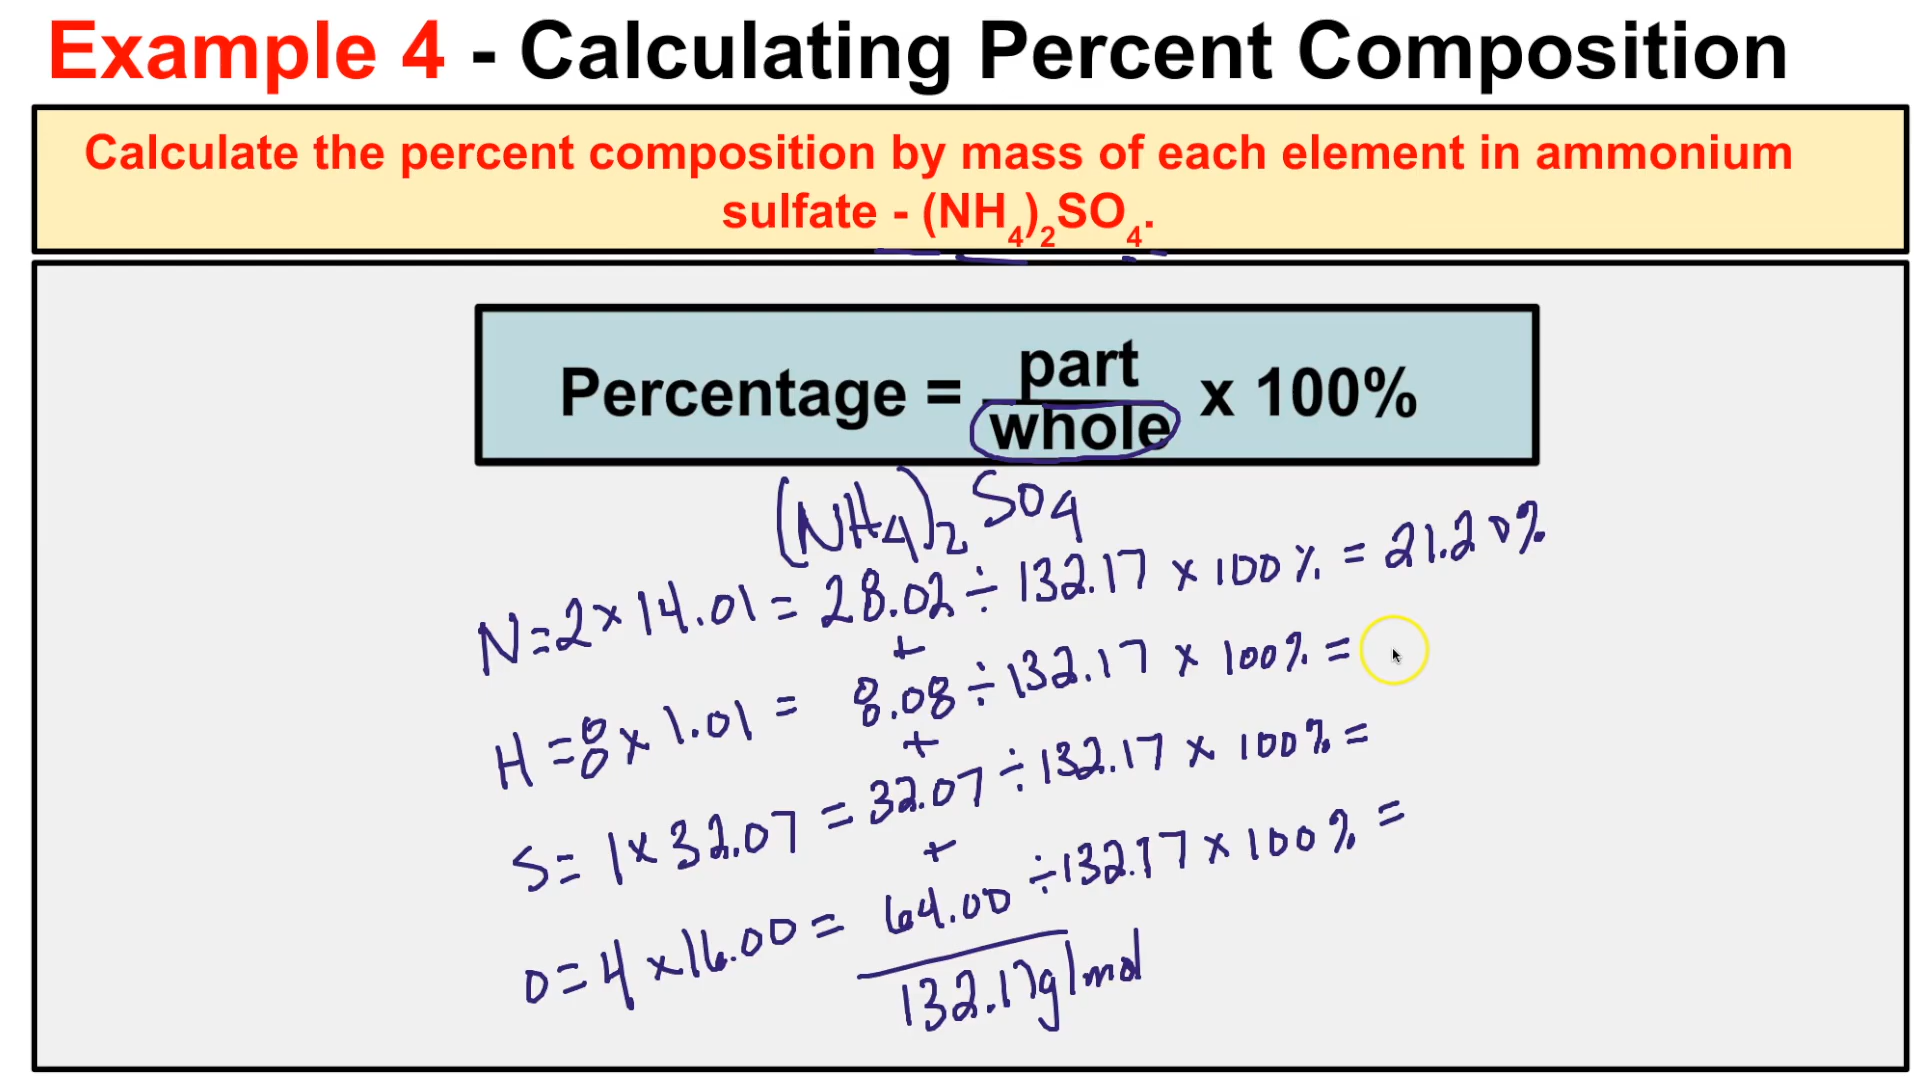 Example 4 - Calculating Percent Composition
Calculate the percent composition by mass of each element in ammonium
sulfate - (NH₄)₂SO₄.
Percentage = part/whole x 100%
(NH₄)₂SO₄
N = 2 × 14.01 = 28.02 ÷ 132.17 × 100% = 21.20%
+
H = 8 × 1.01 = 8.08 ÷ 132.17 × 100% =
+
S = 1 × 32.07 = 32.07 ÷ 132.17 × 100% =
+
O = 4 × 16.00 = 64.00 ÷ 132.17 × 100% =
132.17g/mol